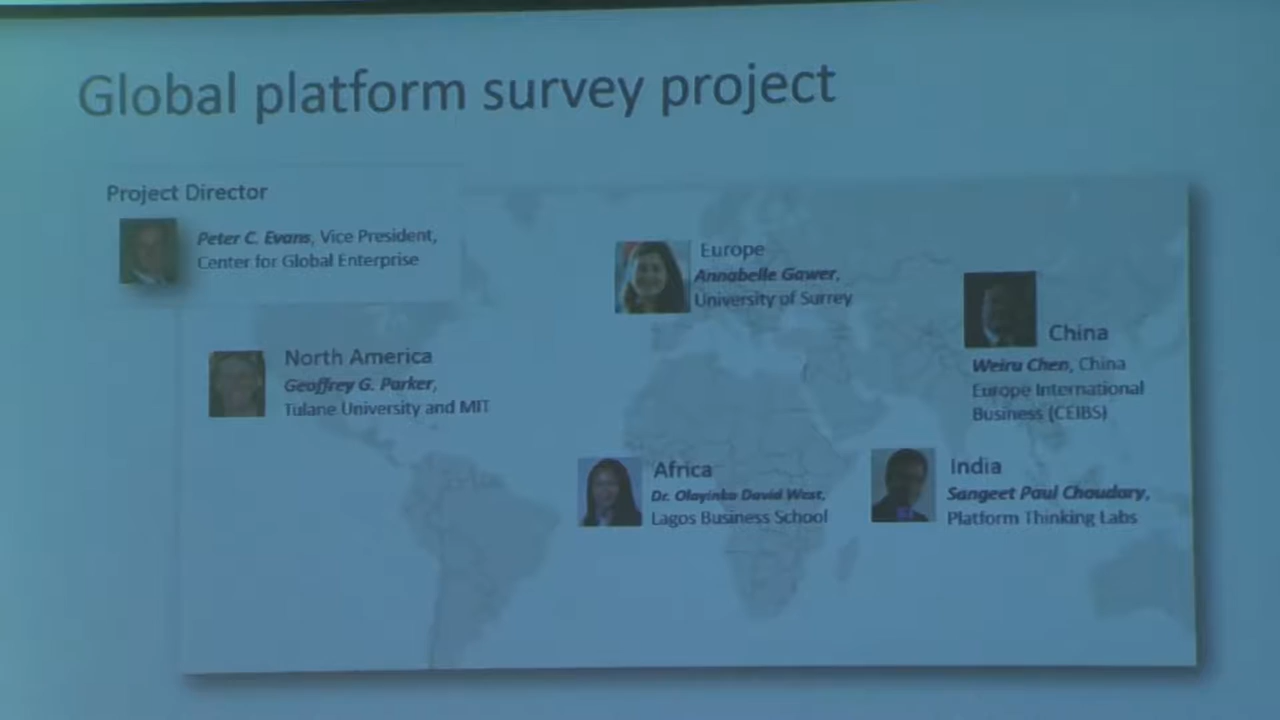 Global platform survey project
Project Director
Peter C. Evans, Vice President,
Center for Global Enterprise
Europe
Annabelle Gawer,
University of Surrey
China
Weiru Chen, China
Europe International
Business (CEIBS)
North America
Geoffrey G. Parker,
Tulane University and MIT
Africa
Dr. Olayinka David West,
Lagos Business School
India
Sangeet Paul Choudary,
Platform Thinking Labs